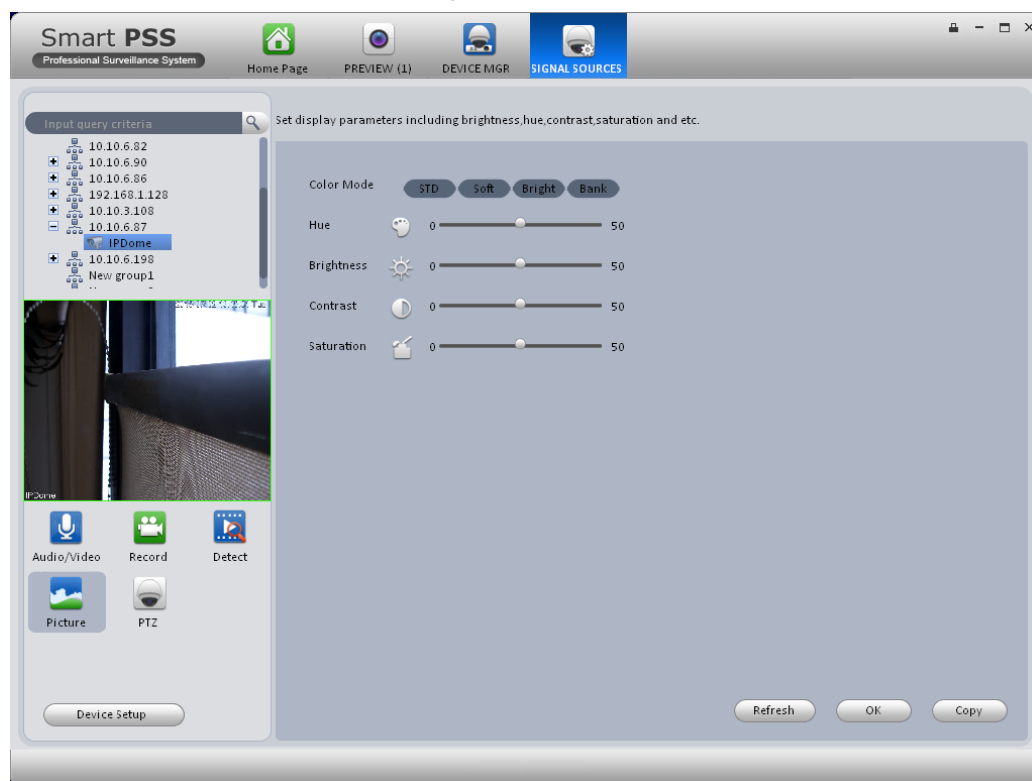 Smart PSS
Professional Surveillance System
Home Page
PREVIEW (1)
DEVICE MGR
SIGNAL SOURCES
Input query criteria
10.10.6.82
10.10.6.90
10.10.6.86
192.168.1.128
10.10.3.108
10.10.6.87
IPDome
10.10.6.198
New group1
IPDome
Audio/Video
Record
Detect
Picture
PTZ
Device Setup
Set display parameters including brightness,hue,contrast,saturation and etc.
Color Mode STD Soft Bright Bank
Hue 0 50
Brightness 0 50
Contrast 0 50
Saturation 0 50
Refresh OK Copy